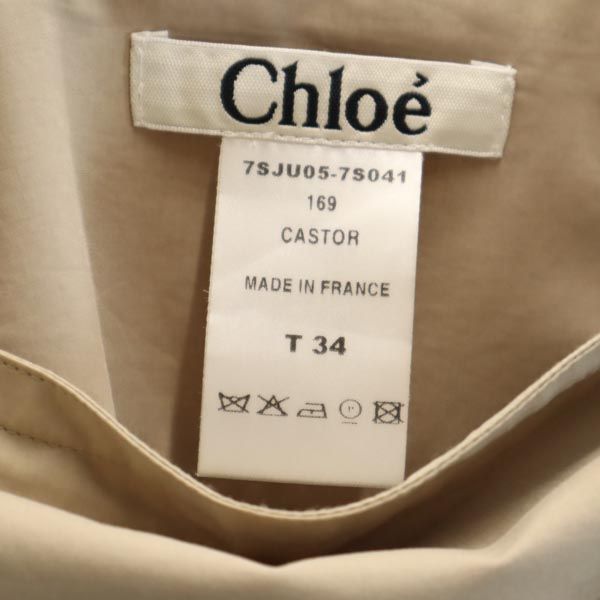 Chloé
7SJU05-7S041
169
CASTOR
MADE IN FRANCE
T 34